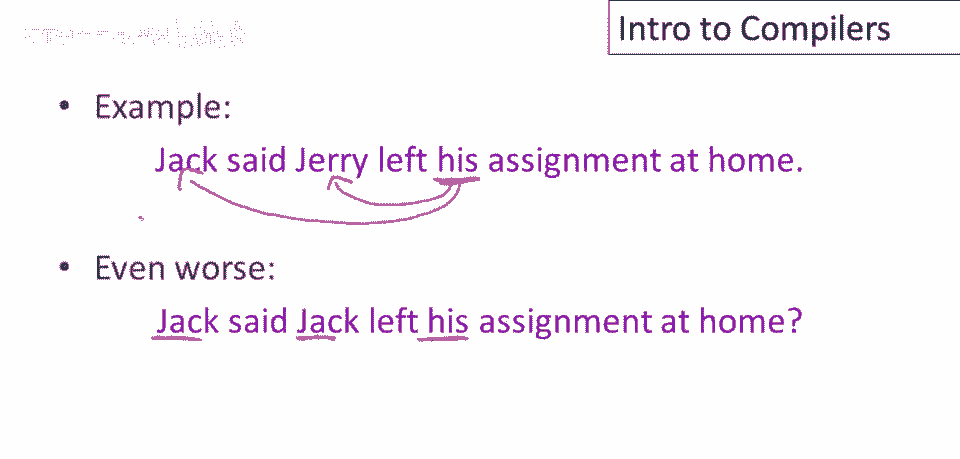 Intro to Compilers
• Example:
Jack said Jerry left his assignment at home.
• Even worse:
Jack said Jack left his assignment at home?